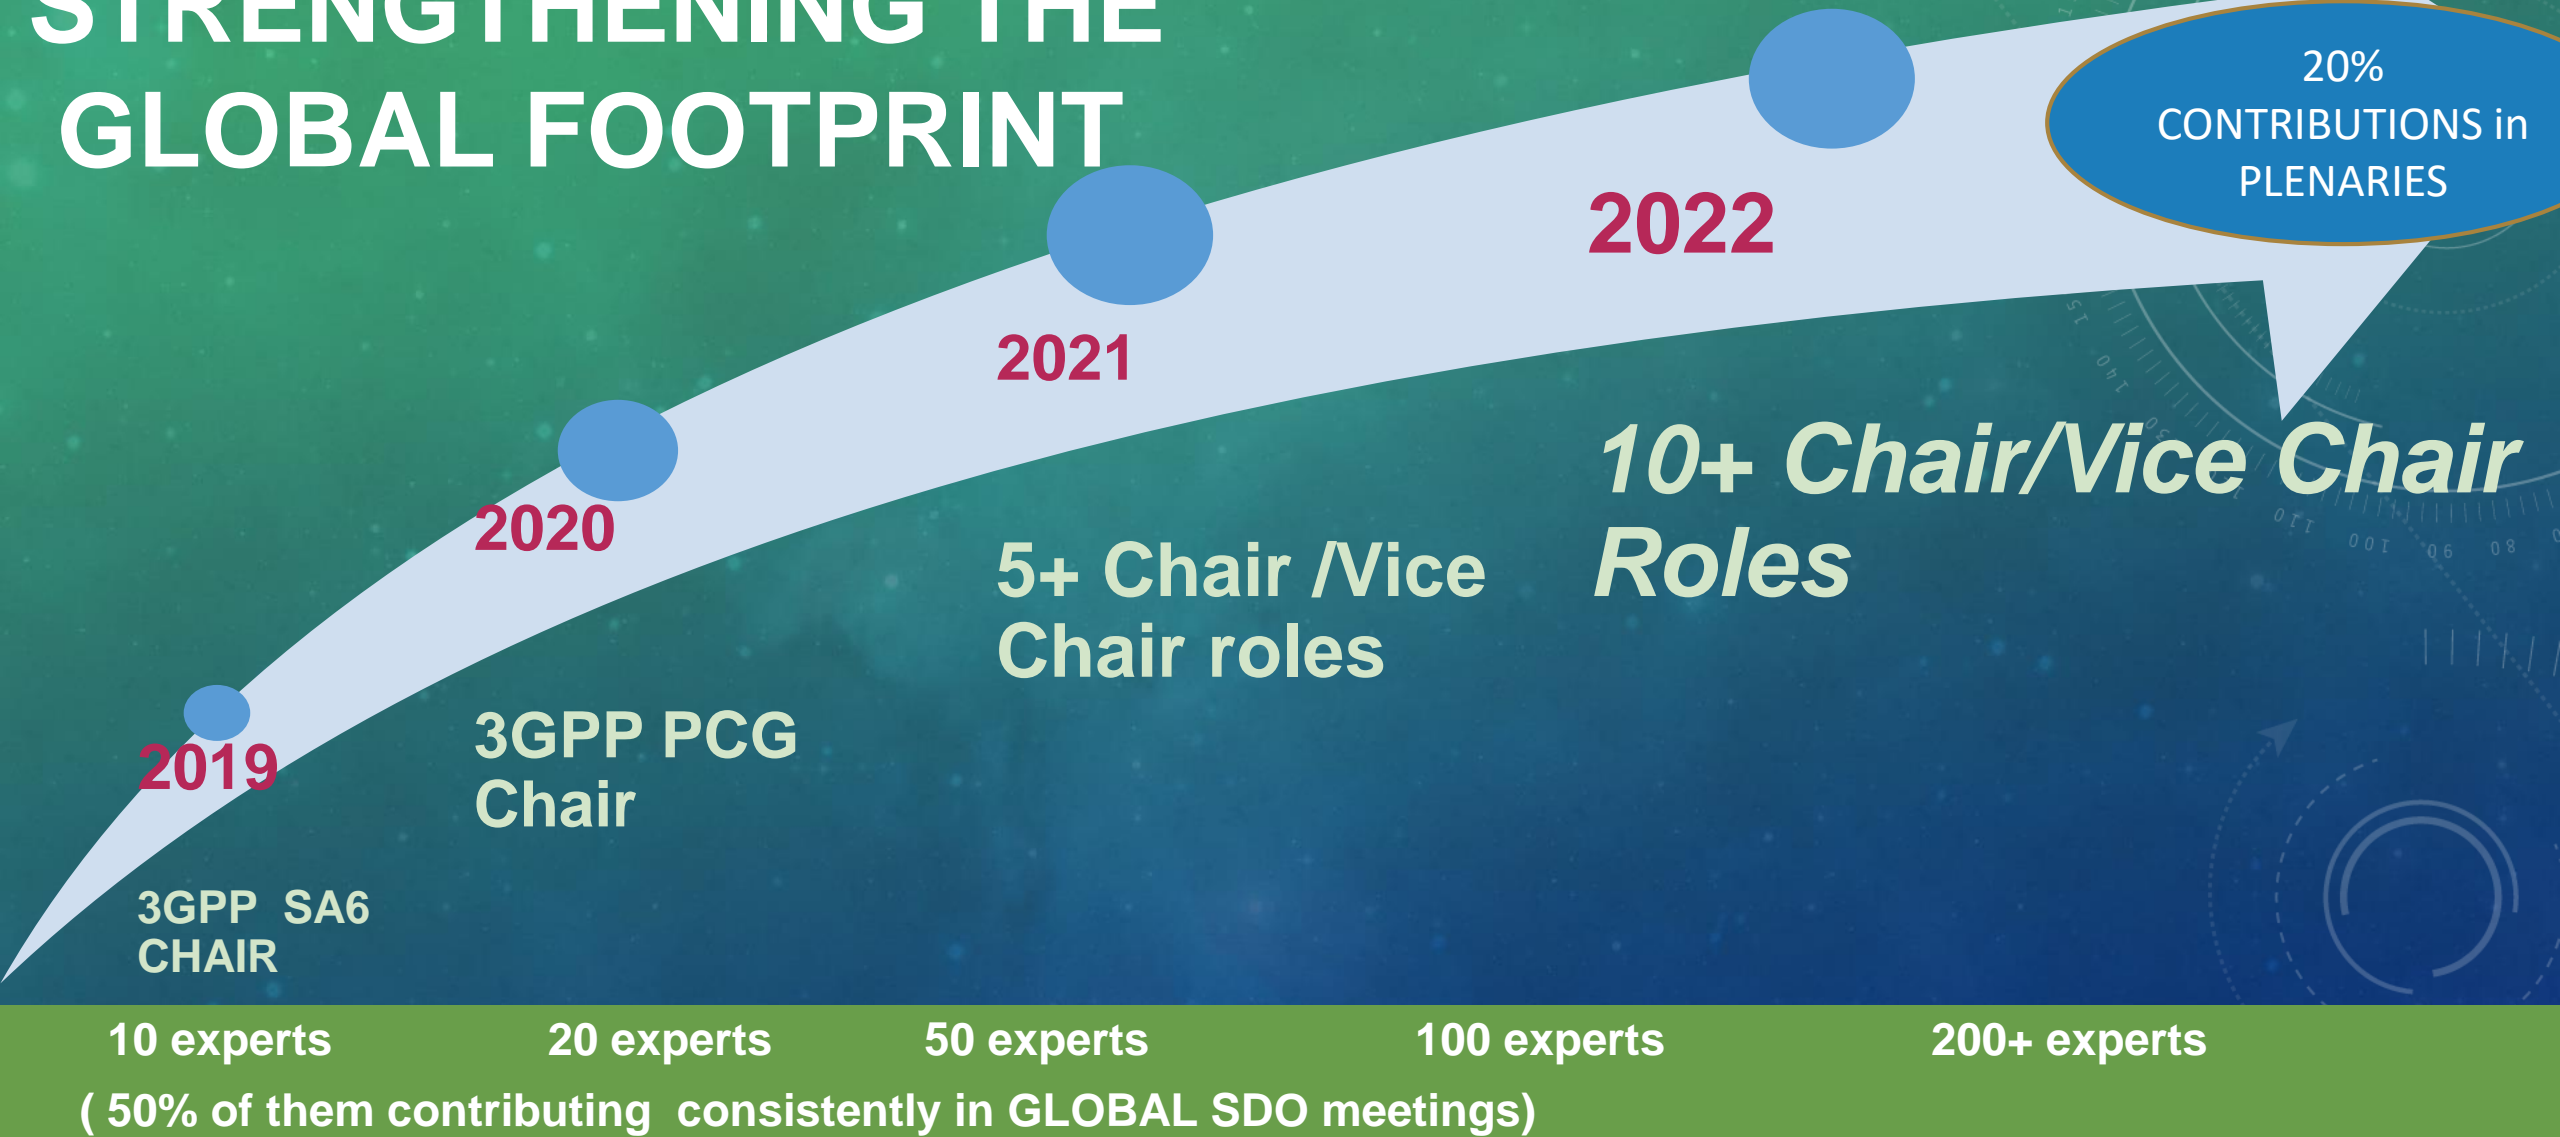 STRENGTHENING THE
GLOBAL FOOTPRINT
20%
CONTRIBUTIONS in
PLENARIES
2022
2021
2020
2019
10+ Chair/Vice Chair
Roles
5+ Chair /Vice
Chair roles
3GPP PCG
Chair
3GPP SA6
CHAIR
10 experts 20 experts 50 experts 100 experts 200+ experts
( 50% of them contributing consistently in GLOBAL SDO meetings)